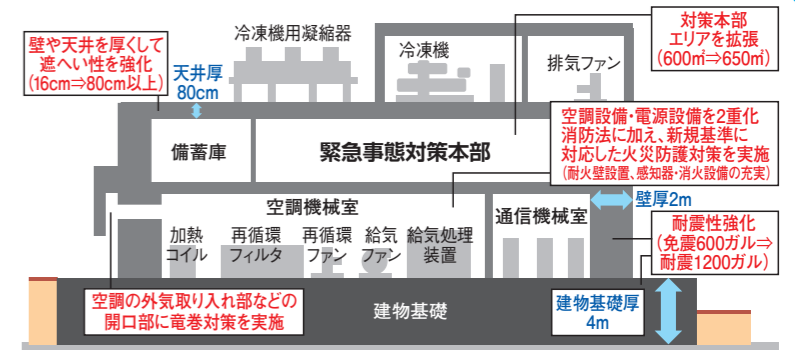 壁や天井を厚くして
遮へい性を強化
(16cm⇒80cm以上)
天井厚
80cm
冷凍機用凝縮器
冷凍機
排気ファン
対策本部
エリアを拡張
(600㎡⇒650㎡)
備蓄庫
緊急事態対策本部
空調設備・電源設備を2重化
消防法に加え、新規基準に
対応した火災防護対策を実施
(耐火壁設置、感知器・消火設備の充実)
空調機械室
通信機械室
壁厚2m
加熱
コイル
再循環
フィルタ
再循環
ファン
給気
ファン
給気処理
装置
耐震性強化
(免震600ガル⇒
耐震1200ガル)
空調の外気取り入れ部などの
開口部に竜巻対策を実施
建物基礎
建物基礎厚
4m